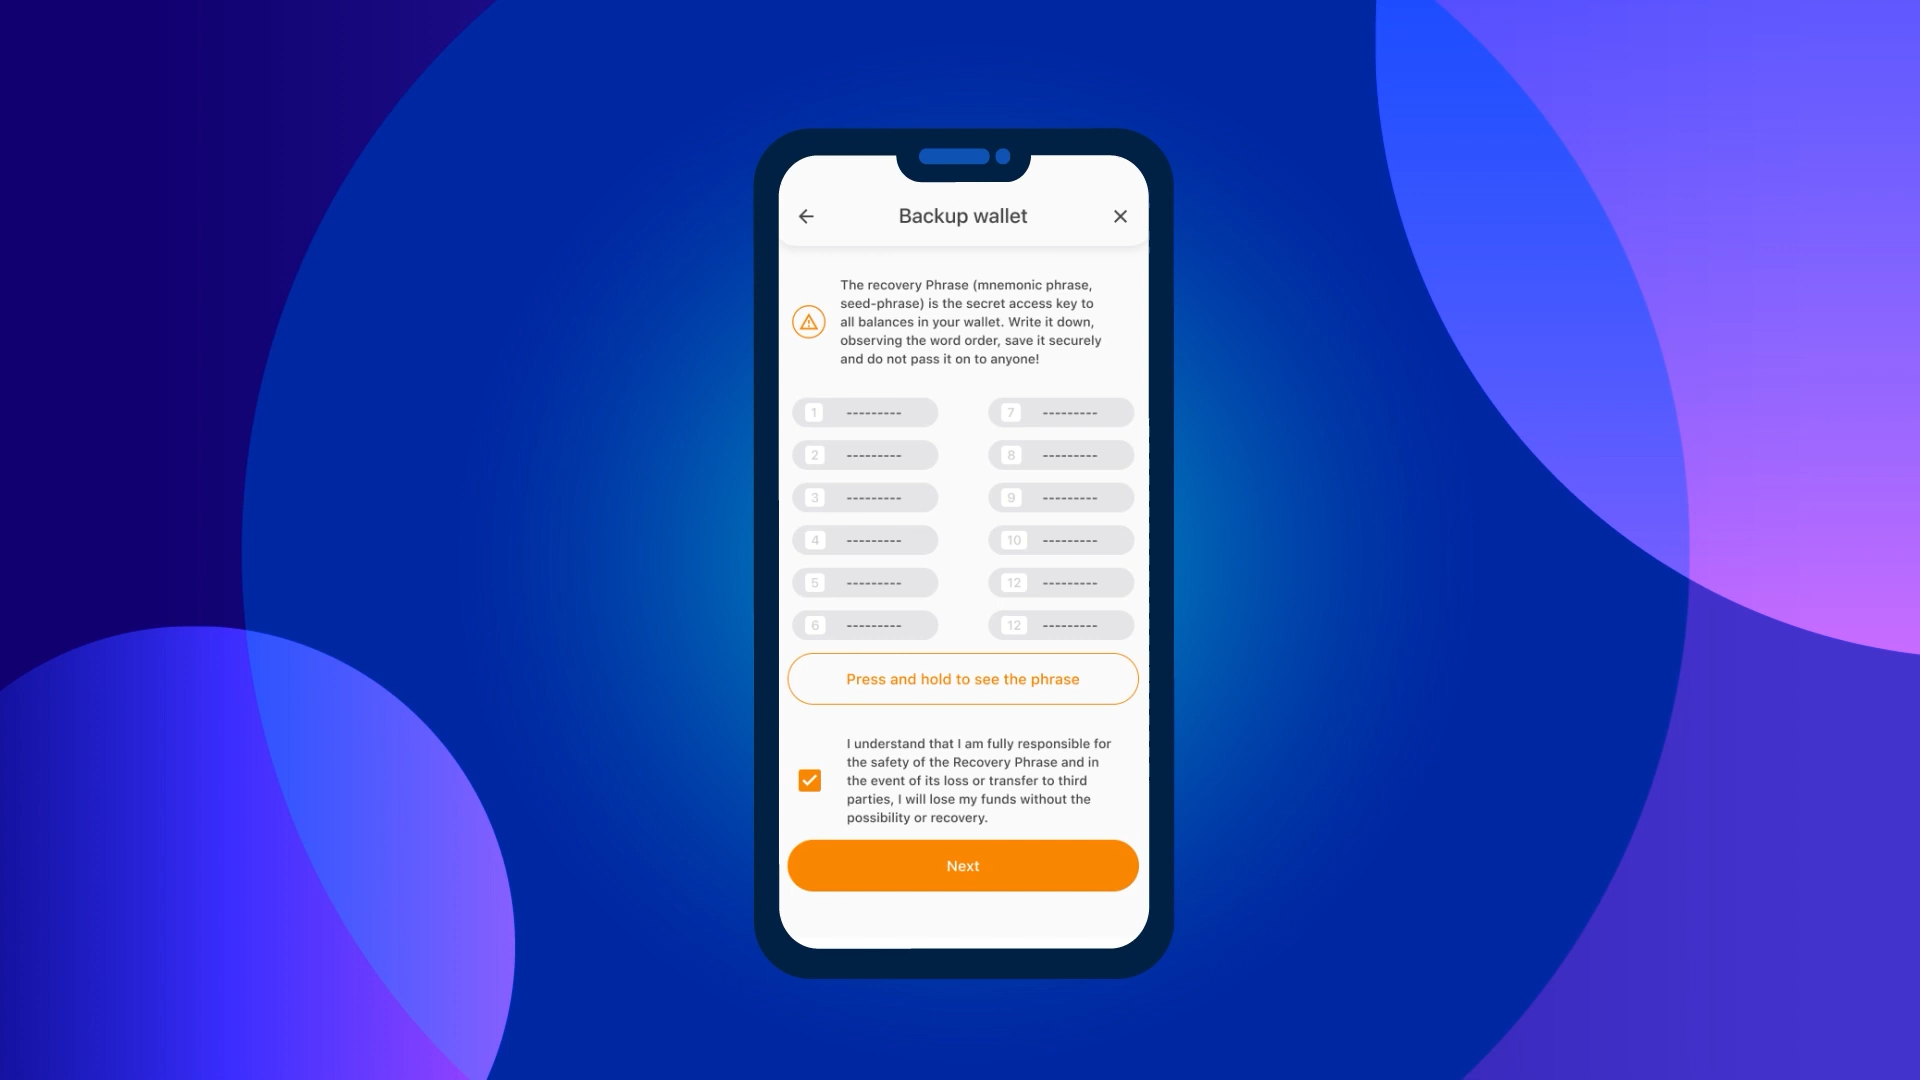 Backup wallet
The recovery Phrase (mnemonic phrase,
seed-phrase) is the secret access key to
all balances in your wallet. Write it down,
observing the word order, save it securely
and do not pass it on to anyone!
1 ---------
2 ---------
3 ---------
4 ---------
5 ---------
6 ---------
7 ---------
8 ---------
9 ---------
10 ---------
12 ---------
12 ---------
Press and hold to see the phrase
I understand that I am fully responsible for
the safety of the Recovery Phrase and in
the event of its loss or transfer to third
parties, I will lose my funds without the
possibility or recovery.
Next